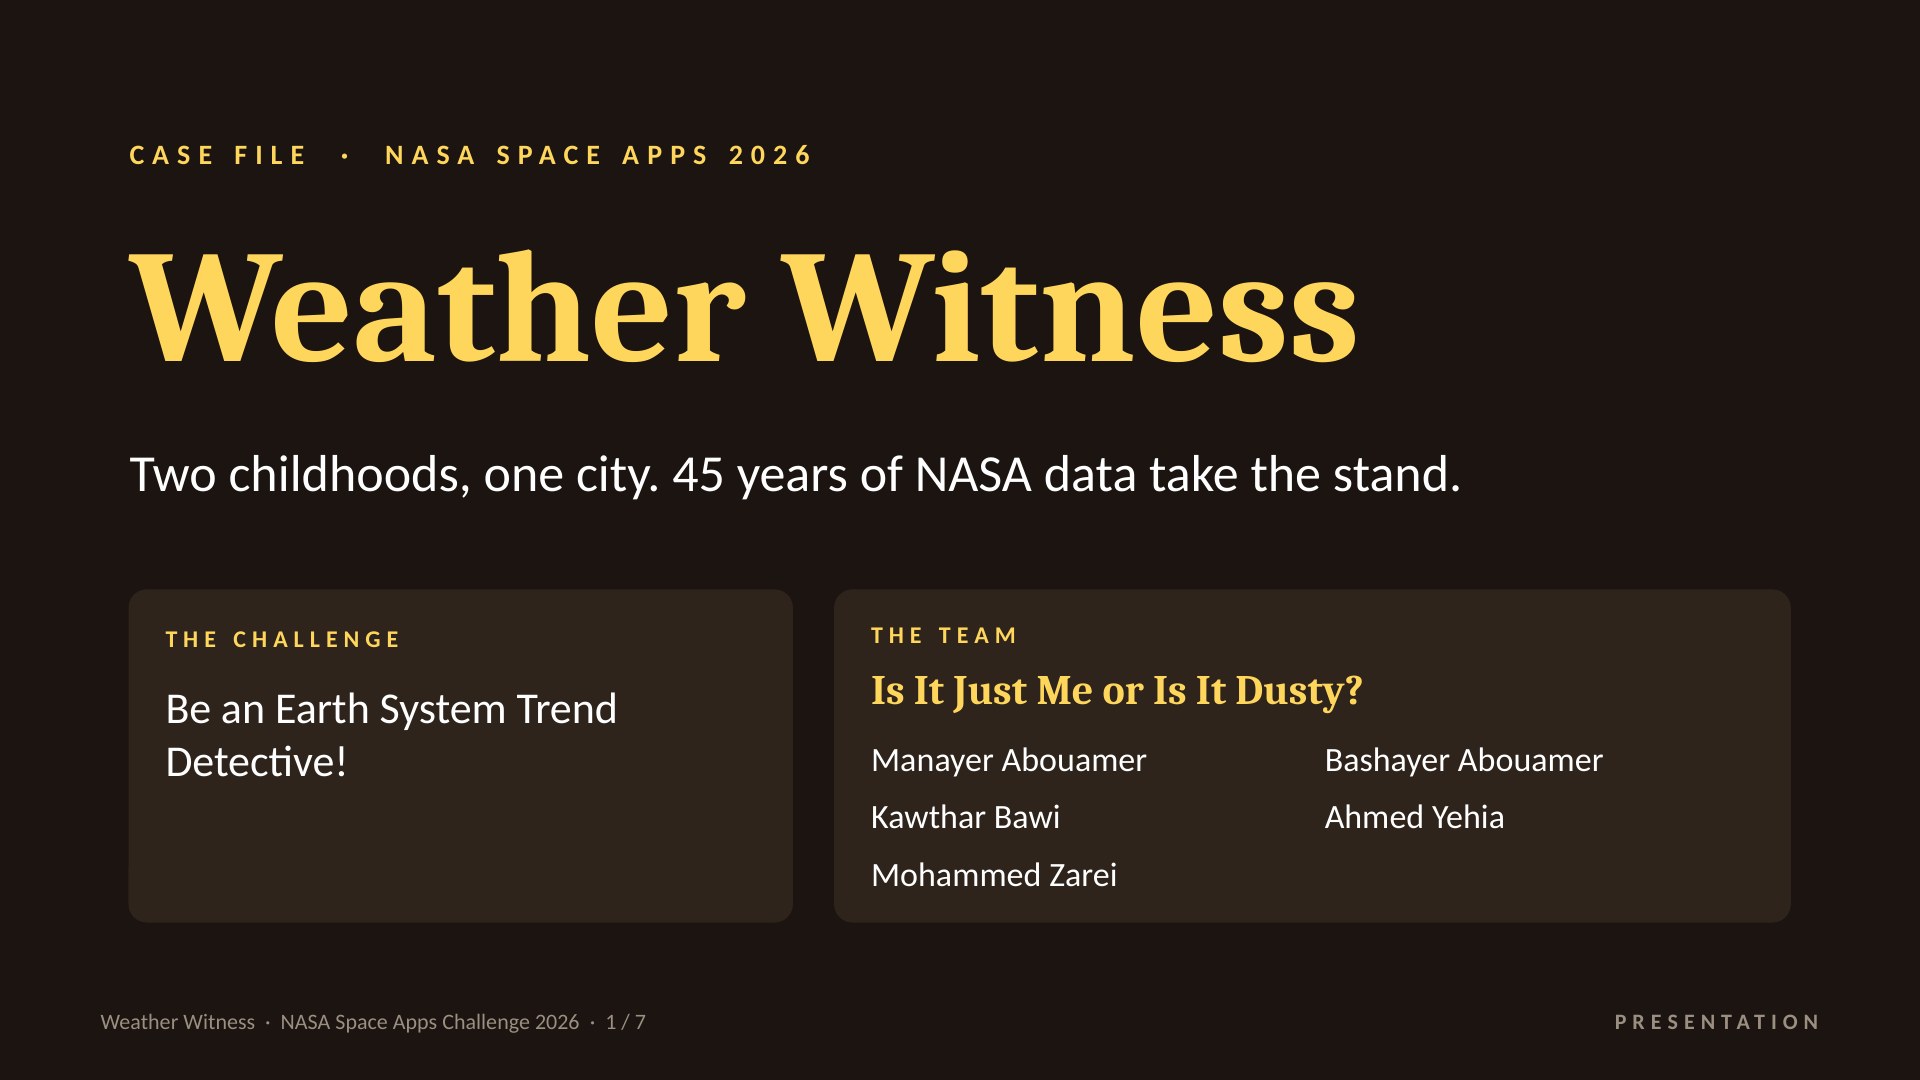 CASE FILE · NASA SPACE APPS 2026
Weather Witness
Two childhoods, one city. 45 years of NASA data take the stand.
THE CHALLENGE
Be an Earth System Trend
Detective!
THE TEAM
Is It Just Me or Is It Dusty?
Manayer Abouamer
Bashayer Abouamer
Kawthar Bawi
Ahmed Yehia
Mohammed Zarei
Weather Witness · NASA Space Apps Challenge 2026 · 1 / 7
PRESENTATION